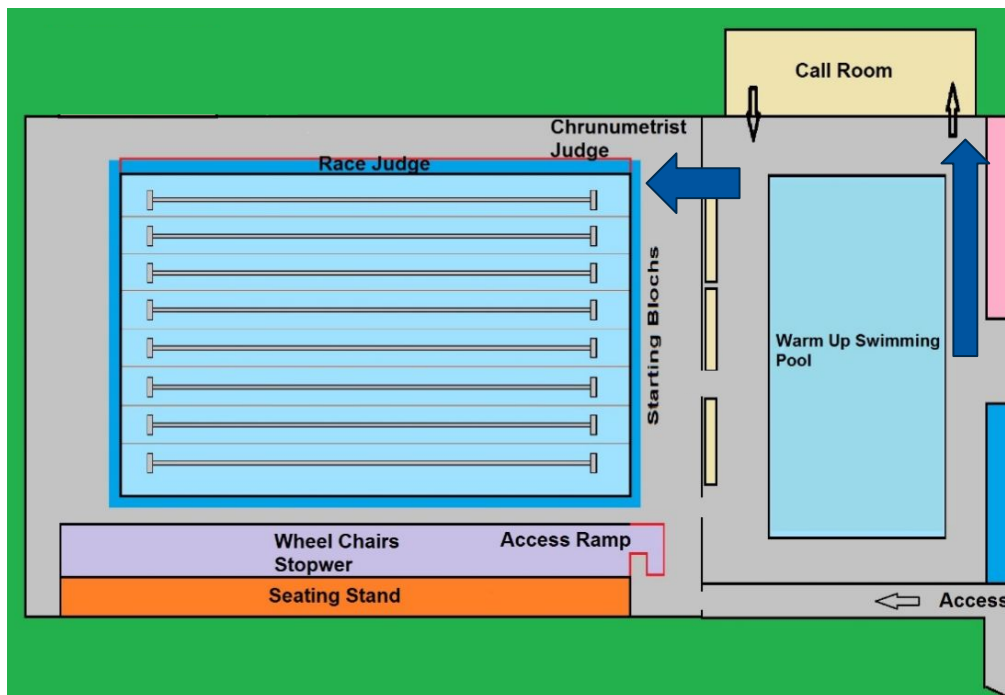 Call Room
Chrunumetrist
Judge
Race Judge
Starting Blochs
Warm Up Swimming
Pool
Wheel Chairs
Stopwer
Access Ramp
Seating Stand
Access